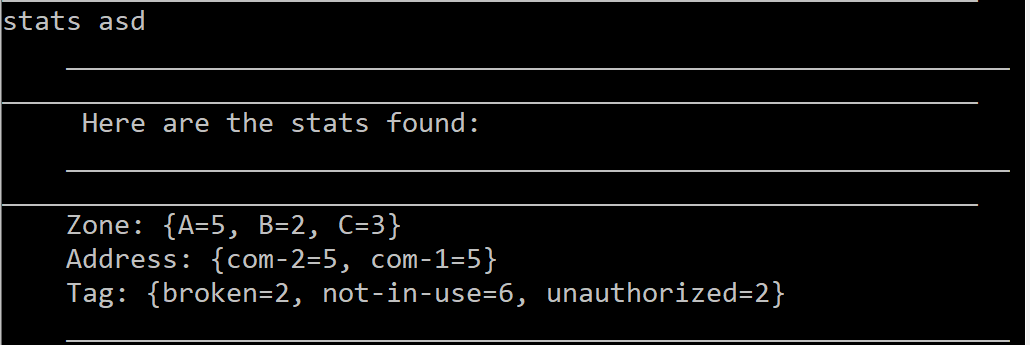 stats asd
Here are the stats found:
Zone: {A=5, B=2, C=3}
Address: {com-2=5, com-1=5}
Tag: {broken=2, not-in-use=6, unauthorized=2}